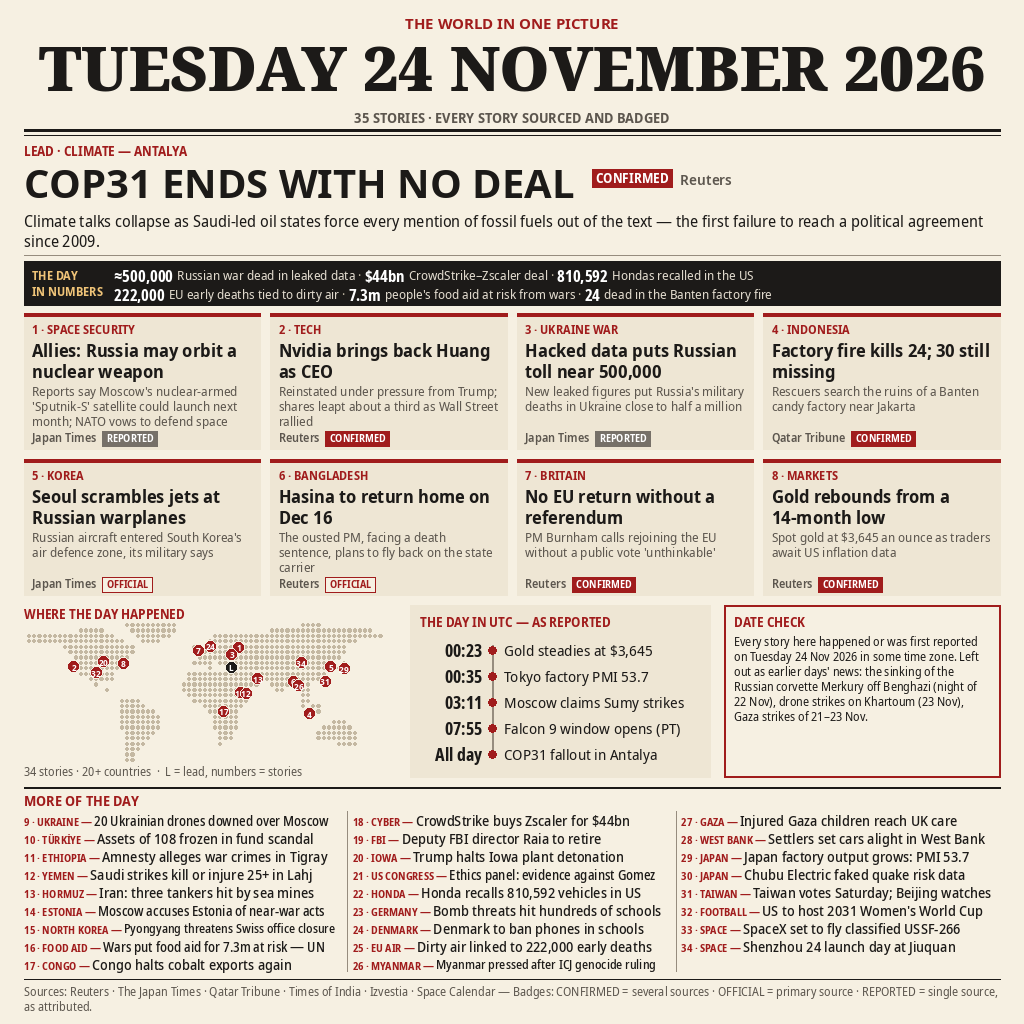 THE WORLD IN ONE PICTURE
TUESDAY 24 NOVEMBER 2026
35 STORIES · EVERY STORY SOURCED AND BADGED
LEAD · CLIMATE — ANTALYA
COP31 ENDS WITH NO DEAL CONFIRMED Reuters
Climate talks collapse as Saudi-led oil states force every mention of fossil fuels out of the text — the first failure to reach a political agreement
since 2009.
THE DAY
IN NUMBERS
≈500,000 Russian war dead in leaked data · $44bn CrowdStrike–Zscaler deal · 810,592 Hondas recalled in the US
222,000 EU early deaths tied to dirty air · 7.3m people's food aid at risk from wars · 24 dead in the Banten factory fire
1 · SPACE SECURITY
Allies: Russia may orbit a
nuclear weapon
Reports say Moscow's nuclear-armed
'Sputnik-S' satellite could launch next
month; NATO vows to defend space
Japan Times REPORTED
2 · TECH
Nvidia brings back Huang
as CEO
Reinstated under pressure from Trump;
shares leapt about a third as Wall Street
rallied
Reuters CONFIRMED
3 · UKRAINE WAR
Hacked data puts Russian
toll near 500,000
New leaked figures put Russia's military
deaths in Ukraine close to half a million
Japan Times REPORTED
4 · INDONESIA
Factory fire kills 24; 30 still
missing
Rescuers search the ruins of a Banten
candy factory near Jakarta
Qatar Tribune CONFIRMED
5 · KOREA
Seoul scrambles jets at
Russian warplanes
Russian aircraft entered South Korea's
air defence zone, its military says
Japan Times OFFICIAL
6 · BANGLADESH
Hasina to return home on
Dec 16
The ousted PM, facing a death
sentence, plans to fly back on the state
carrier
Reuters OFFICIAL
7 · BRITAIN
No EU return without a
referendum
PM Burnham calls rejoining the EU
without a public vote 'unthinkable'
Reuters CONFIRMED
8 · MARKETS
Gold rebounds from a
14-month low
Spot gold at $3,645 an ounce as traders
await US inflation data
Reuters CONFIRMED
WHERE THE DAY HAPPENED
7 24 1
3
L
2 20 8
32
13
12
17
34 5 29
26 31
4
34 stories · 20+ countries · L = lead, numbers = stories
THE DAY IN UTC — AS REPORTED
00:23 Gold steadies at $3,645
00:35 Tokyo factory PMI 53.7
03:11 Moscow claims Sumy strikes
07:55 Falcon 9 window opens (PT)
All day COP31 fallout in Antalya
DATE CHECK
Every story here happened or was first reported
on Tuesday 24 Nov 2026 in some time zone. Left
out as earlier days' news: the sinking of the
Russian corvette Merkury off Benghazi (night of
22 Nov), drone strikes on Khartoum (23 Nov),
Gaza strikes of 21–23 Nov.
MORE OF THE DAY
9 · UKRAINE — 20 Ukrainian drones downed over Moscow
10 · TÜRKİYE — Assets of 108 frozen in fund scandal
11 · ETHIOPIA — Amnesty alleges war crimes in Tigray
12 · YEMEN — Saudi strikes kill or injure 25+ in Lahj
13 · HORMUZ — Iran: three tankers hit by sea mines
14 · ESTONIA — Moscow accuses Estonia of near-war acts
15 · NORTH KOREA — Pyongyang threatens Swiss office closure
16 · FOOD AID — Wars put food aid for 7.3m at risk — UN
17 · CONGO — Congo halts cobalt exports again
18 · CYBER — CrowdStrike buys Zscaler for $44bn
19 · FBI — Deputy FBI director Raia to retire
20 · IOWA — Trump halts Iowa plant detonation
21 · US CONGRESS — Ethics panel: evidence against Gomez
22 · HONDA — Honda recalls 810,592 vehicles in US
23 · GERMANY — Bomb threats hit hundreds of schools
24 · DENMARK — Denmark to ban phones in schools
25 · EU AIR — Dirty air linked to 222,000 early deaths
26 · MYANMAR — Myanmar pressed after ICJ genocide ruling
27 · GAZA — Injured Gaza children reach UK care
28 · WEST BANK — Settlers set cars alight in West Bank
29 · JAPAN — Japan factory output grows: PMI 53.7
30 · JAPAN — Chubu Electric faked quake risk data
31 · TAIWAN — Taiwan votes Saturday; Beijing watches
32 · FOOTBALL — US to host 2031 Women's World Cup
33 · SPACE — SpaceX set to fly classified USSF-266
34 · SPACE — Shenzhou 24 launch day at Jiuquan
Sources: Reuters · The Japan Times · Qatar Tribune · Times of India · Izvestia · Space Calendar — Badges: CONFIRMED = several sources · OFFICIAL = primary source · REPORTED = single source,
as attributed.